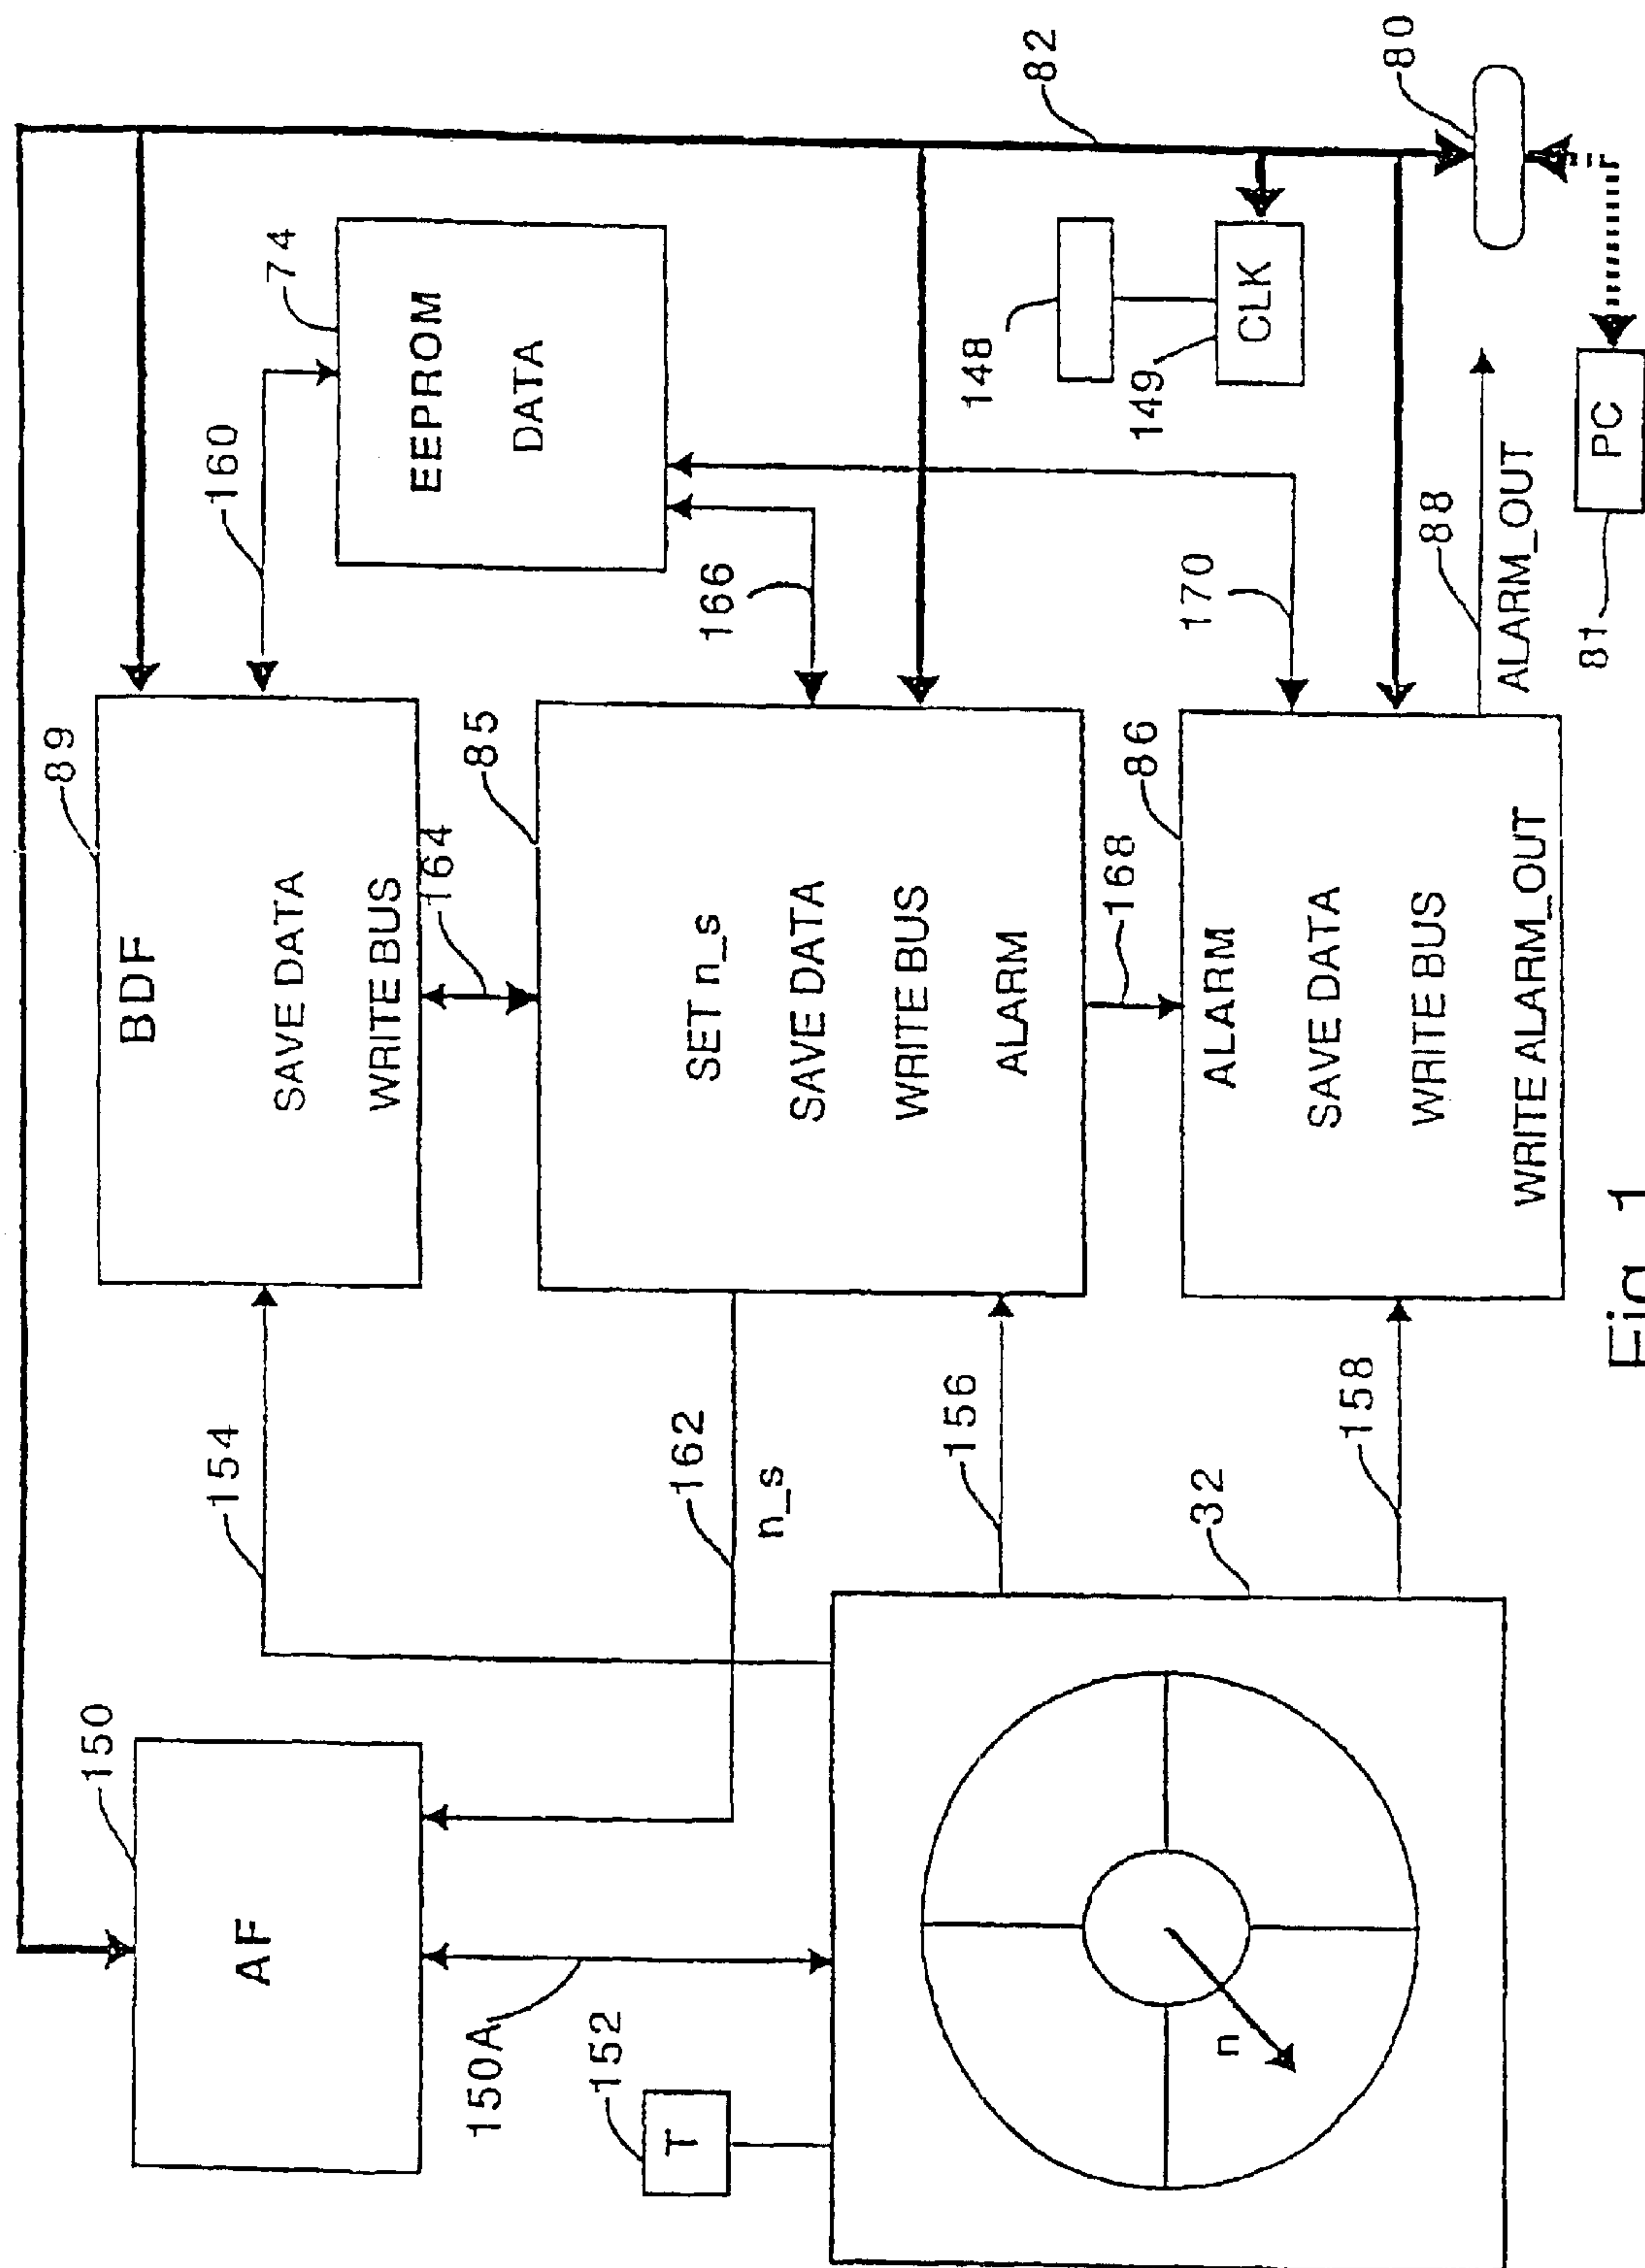 82
80
74
EEPROM
DATA
148
149
CLK
160
166
170
88
ALARM_OUT
PC
81
89
BDF
SAVE DATA
WRITE BUS
164
85
SET n_s
SAVE DATA
WRITE BUS
ALARM
168
86
ALARM
SAVE DATA
WRITE BUS
WRITE ALARM_OUT
154
162
n_s
156
158
32
150
AF
150A
152
T
n
Fig. 1